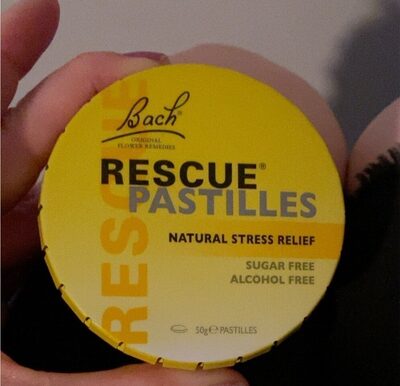 RESCUE
Bach®
ORIGINAL
FLOWER REMEDIES
RESCUE®
PASTILLES
NATURAL STRESS RELIEF
SUGAR FREE
ALCOHOL FREE
50g℮ PASTILLES